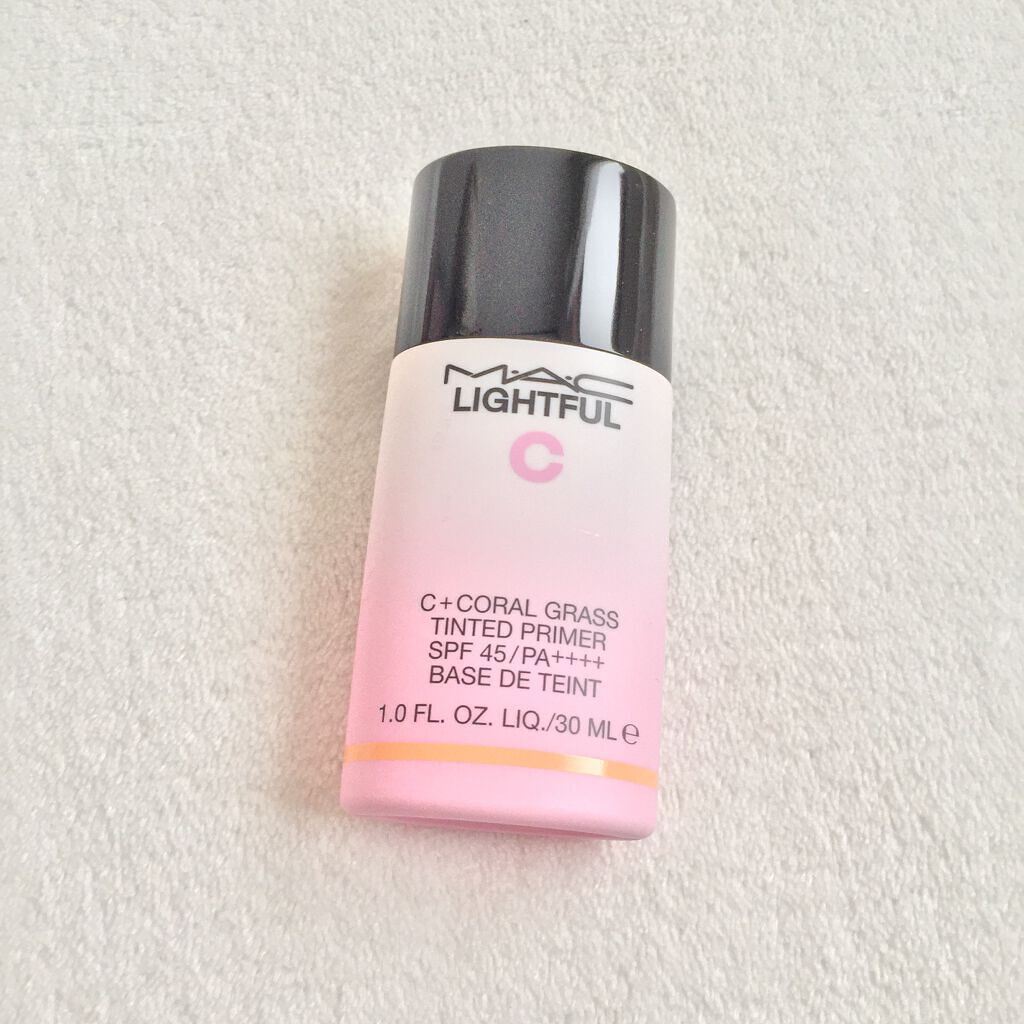 M·A·C
LIGHTFUL
C
C+CORAL GRASS
TINTED PRIMER
SPF 45/PA++++
BASE DE TEINT
1.0 FL. OZ. LIQ./30 ML ℮